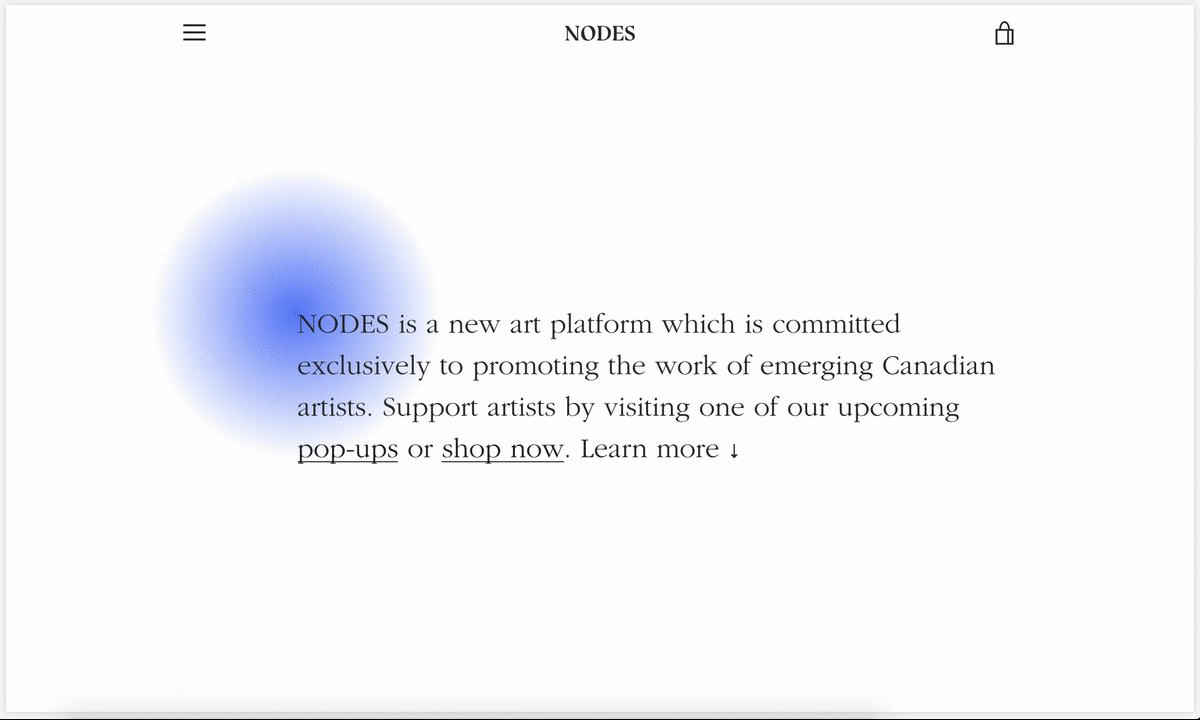 NODES
NODES is a new art platform which is committed
exclusively to promoting the work of emerging Canadian
artists. Support artists by visiting one of our upcoming
pop-ups or shop now. Learn more ↓